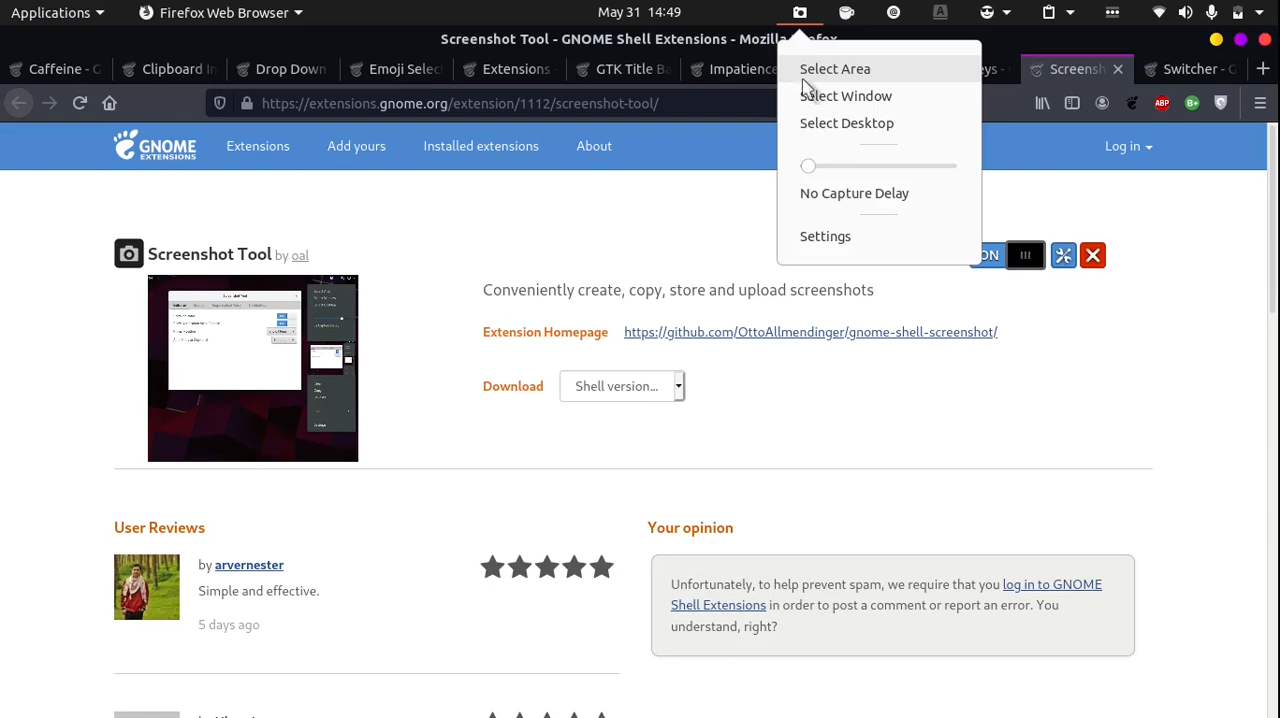 Applications
Firefox Web Browser
May 31 14:49
Screenshot Tool - GNOME Shell Extensions - Mozilla Firefox
Caffeine - G
Clipboard In
Drop Down
Emoji Select
Extensions
GTK Title Ba
Impatience
eys - G
Screensh
Switcher - G
https://extensions.gnome.org/extension/1112/screenshot-tool/
ABP
Select Area
Select Window
Select Desktop
No Capture Delay
Settings
GNOME
EXTENSIONS
Extensions
Add yours
Installed extensions
About
Log in
Screenshot Tool by oal
ON
Conveniently create, copy, store and upload screenshots
Extension Homepage
https://github.com/OttoAllmendinger/gnome-shell-screenshot/
Download
Shell version...
User Reviews
by arvernester
Simple and effective.
5 days ago
Your opinion
Unfortunately, to help prevent spam, we require that you log in to GNOME
Shell Extensions in order to post a comment or report an error. You
understand, right?